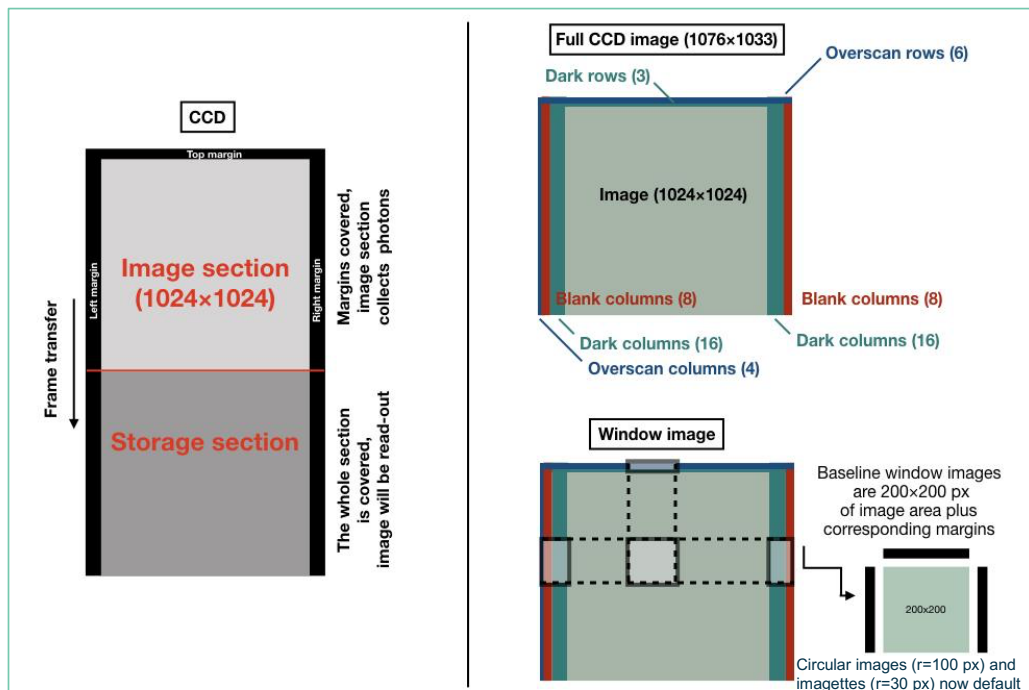 CCD
Top margin
Left margin
Right margin
Image section
(1024×1024)
Storage section
Frame transfer
Margins covered,
image section
collects photons
The whole section
is covered,
image will be read-out
Full CCD image (1076×1033)
Overscan rows (6)
Dark rows (3)
Image (1024×1024)
Blank columns (8)
Blank columns (8)
Dark columns (16)
Dark columns (16)
Overscan columns (4)
Window image
Baseline window images
are 200×200 px
of image area plus
corresponding margins
200x200
Circular images (r=100 px) and
imagettes (r=30 px) now default